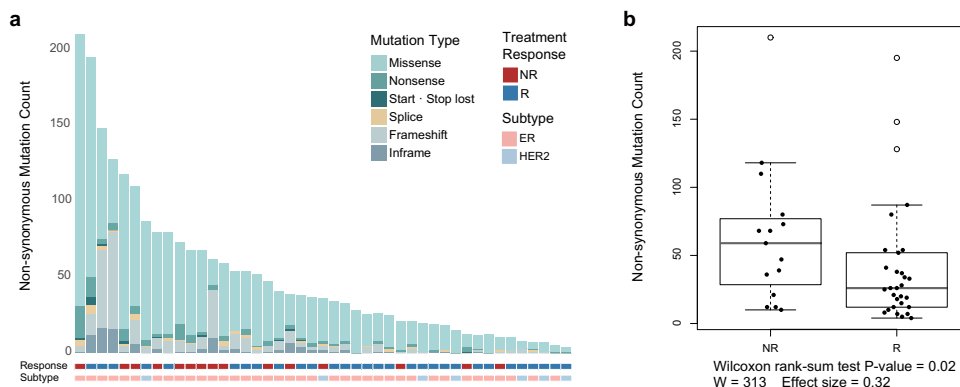 a
Non-synonymous Mutation Count
200
150
100
50
0
Mutation Type
Missense
Nonsense
Start · Stop lost
Splice
Frameshift
Inframe
Treatment
Response
NR
R
Subtype
ER
HER2
Response
Subtype
b
Non-synonymous Mutation Count
200
150
100
50
0
NR
R
Wilcoxon rank-sum test P-value = 0.02
W = 313 Effect size = 0.32